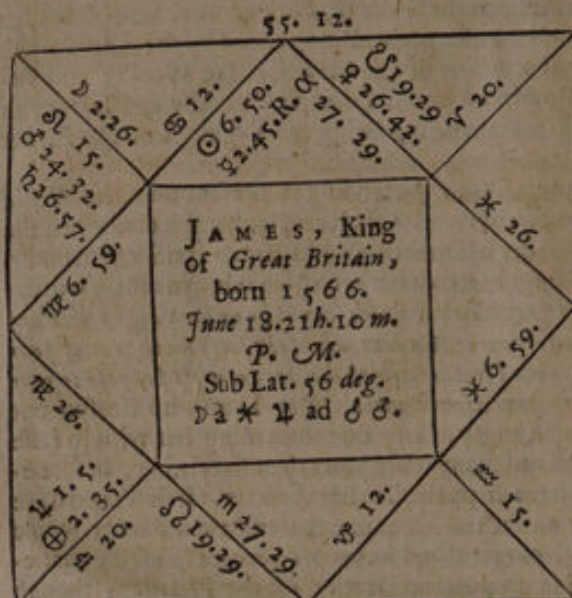 55. 12.
☽ 2.26.
♌ 15.
♂ 24. 32.
♄ 26.57.
♋ 12.
☉ 6. 50.
☿ 2.45. R. ♉
27. 29.
☋ 19.29
♀ 26.42.
♈ 20.
♓ 26.
♍ 6. 59.
JAMES, King
of Great Britain,
born 1566.
June 18.21h.10m.
P. M.
Sub Lat. 56 deg.
☽ à ⚹ ♃ ad ☌ ♂.
♓ 6. 59.
♍ 26.
♃ 1. 5.
⊕ 2. 35.
♎ 20.
☊ 19.29.
♏ 27.29.
♑ 12.
♒ 15.